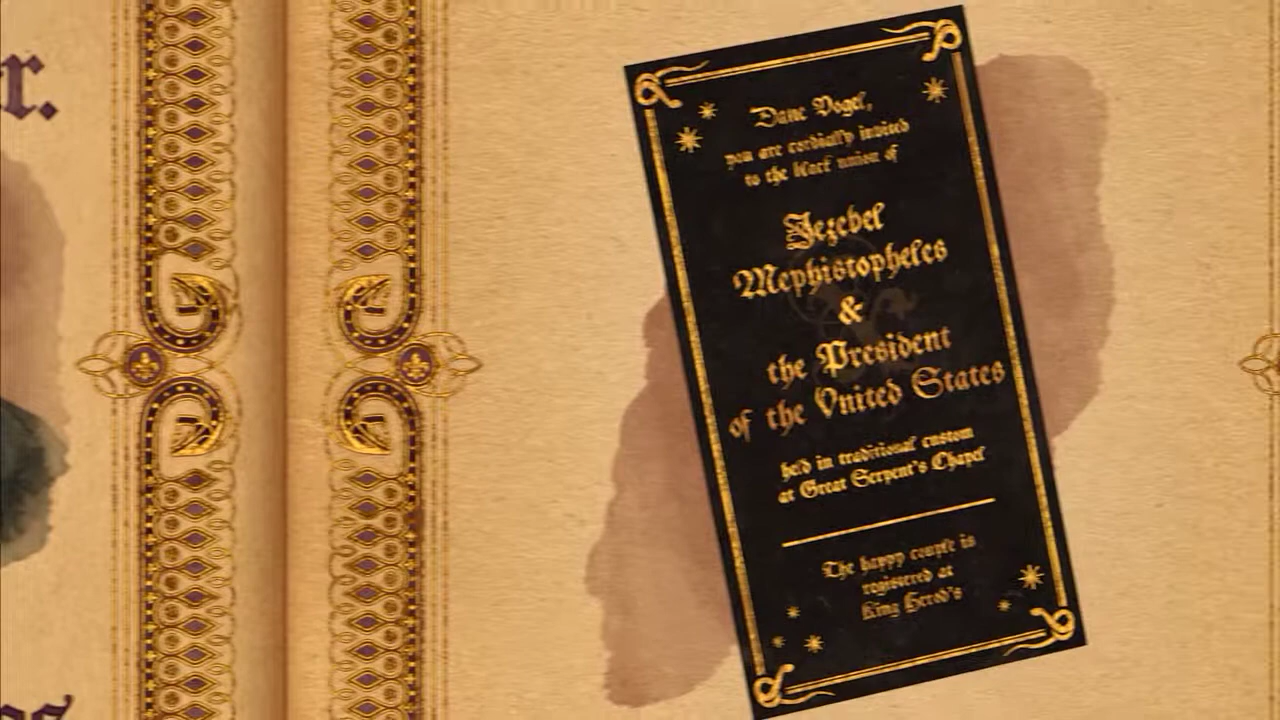 r.
Dane Vogel,
you are cordially invited
to the black union of
Jezebel
Mephistopheles
&
the President
of the United States
held in traditional custom
at Great Serpent's Chapel
The happy couple is
registered at
King Herod's